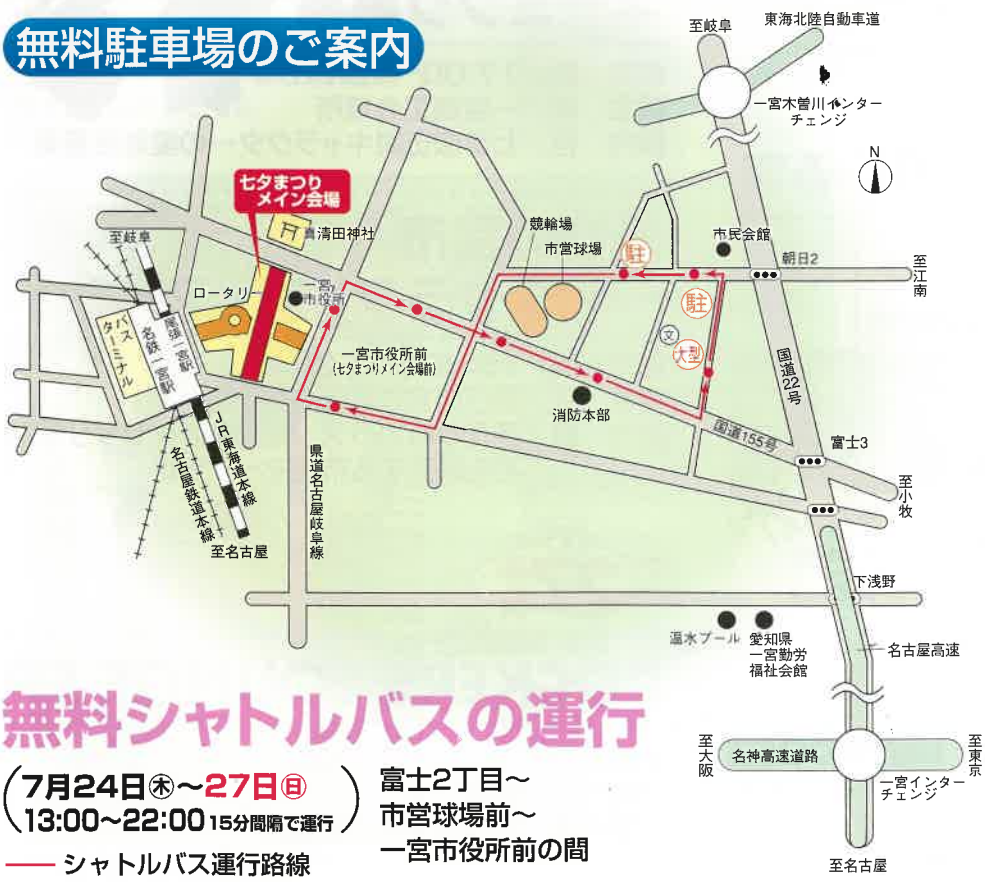 無料駐車場のご案内
至岐阜
東海北陸自動車道
一宮木曽川インター
チェンジ
N
七夕まつり
メイン会場
真清田神社
至岐阜
ロータリー
一宮
市役所
バス
ターミナル
名鉄一宮駅
尾張一宮駅
一宮市役所前
(七夕まつりメイン会場前)
競輪場
市営球場
駐
市民会館
朝日2
至江南
駐
文
大型
国道22号
消防本部
国道155号
富士3
至小牧
JR東海道本線
名古屋鉄道本線
至名古屋
県道名古屋岐阜線
下浅野
温水プール
愛知県
一宮勤労
福祉会館
名古屋高速
至大阪
名神高速道路
至東京
一宮インター
チェンジ
至名古屋
無料シャトルバスの運行
7月24日㊍〜27日㊐
13:00〜22:00 15分間隔で運行
シャトルバス運行路線
富士2丁目〜
市営球場前〜
一宮市役所前の間